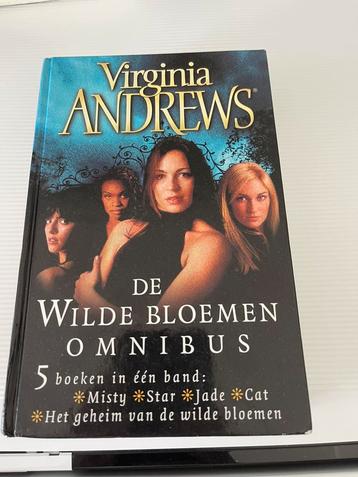 Virginia
ANDREWS®
DE
WILDE BLOEMEN
OMNIBUS
5 boeken in één band:
*Misty *Star *Jade *Cat
*Het geheim van de wilde bloemen